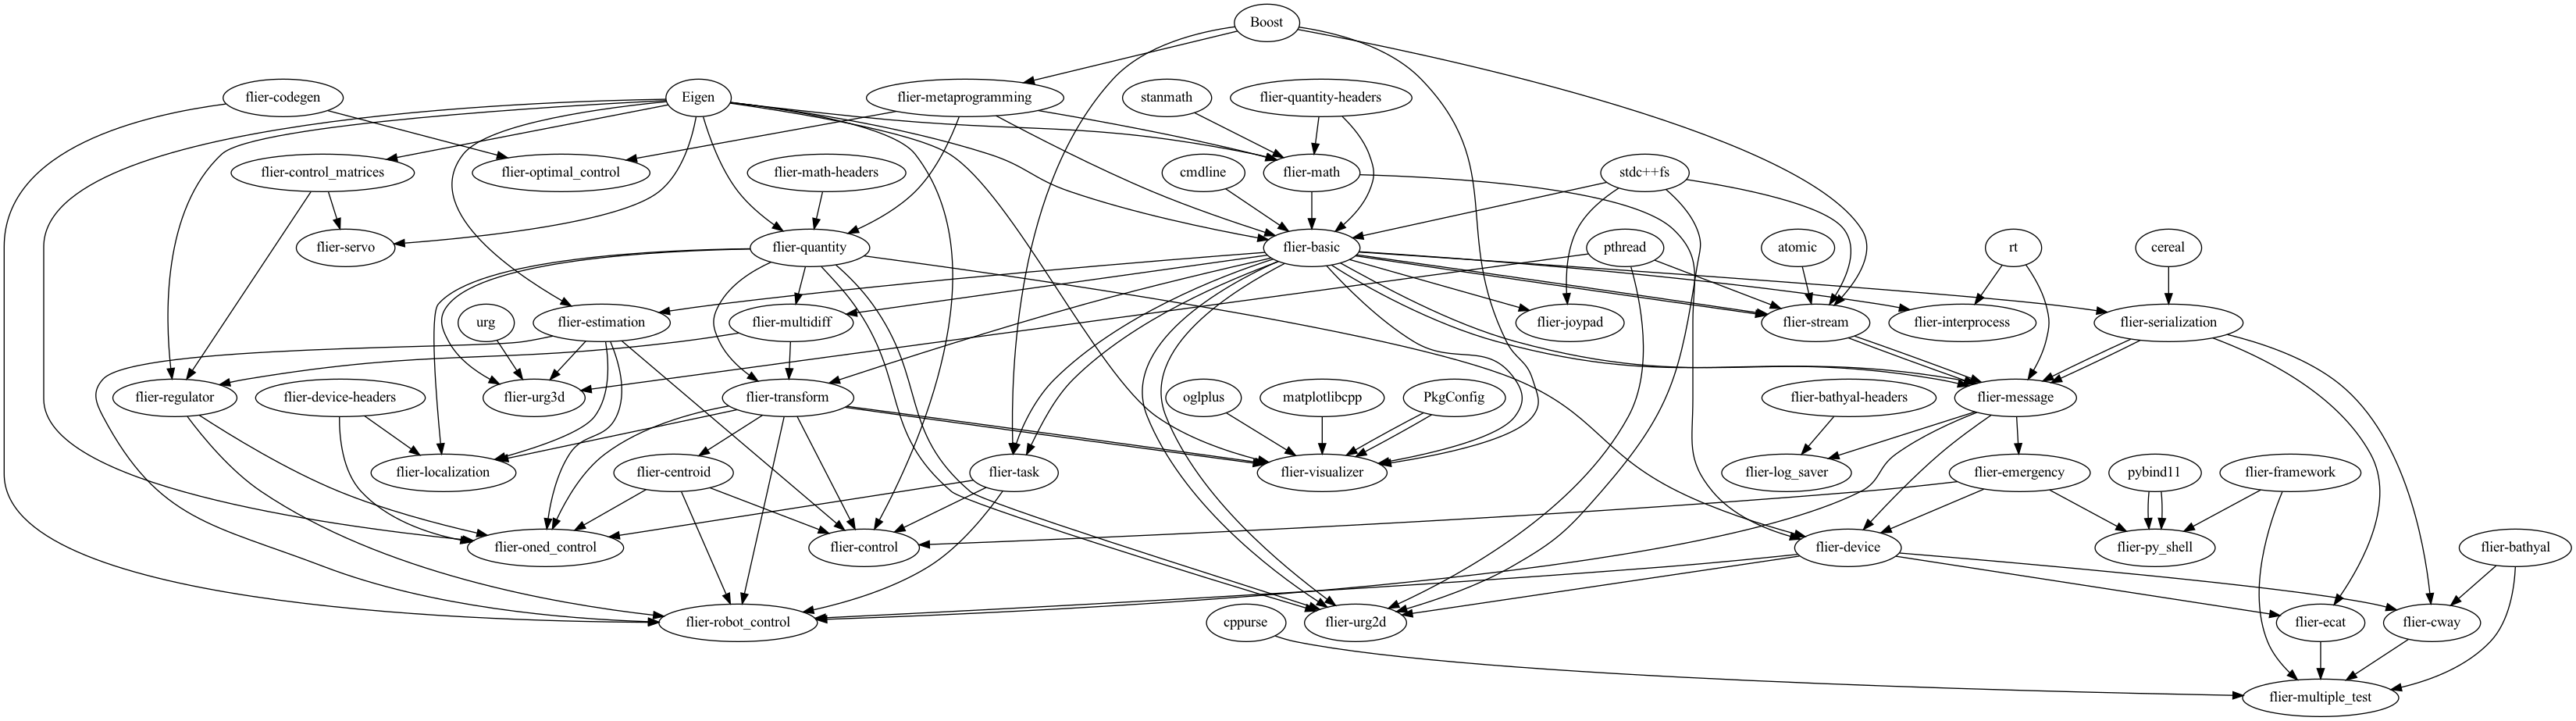 Boost
flier-codegen
Eigen
flier-metaprogramming
stanmath
flier-quantity-headers
flier-control_matrices
flier-optimal_control
flier-math-headers
cmdline
flier-math
stdc++fs
flier-servo
flier-quantity
flier-basic
pthread
atomic
rt
cereal
urg
flier-estimation
flier-multidiff
flier-joypad
flier-stream
flier-interprocess
flier-serialization
flier-regulator
flier-device-headers
flier-urg3d
flier-transform
oglplus
matplotlibcpp
PkgConfig
flier-bathyal-headers
flier-message
flier-localization
flier-centroid
flier-task
flier-visualizer
flier-log_saver
flier-emergency
pybind11
flier-framework
flier-oned_control
flier-control
flier-device
flier-py_shell
flier-bathyal
flier-robot_control
cppurse
flier-urg2d
flier-ecat
flier-cway
flier-multiple_test